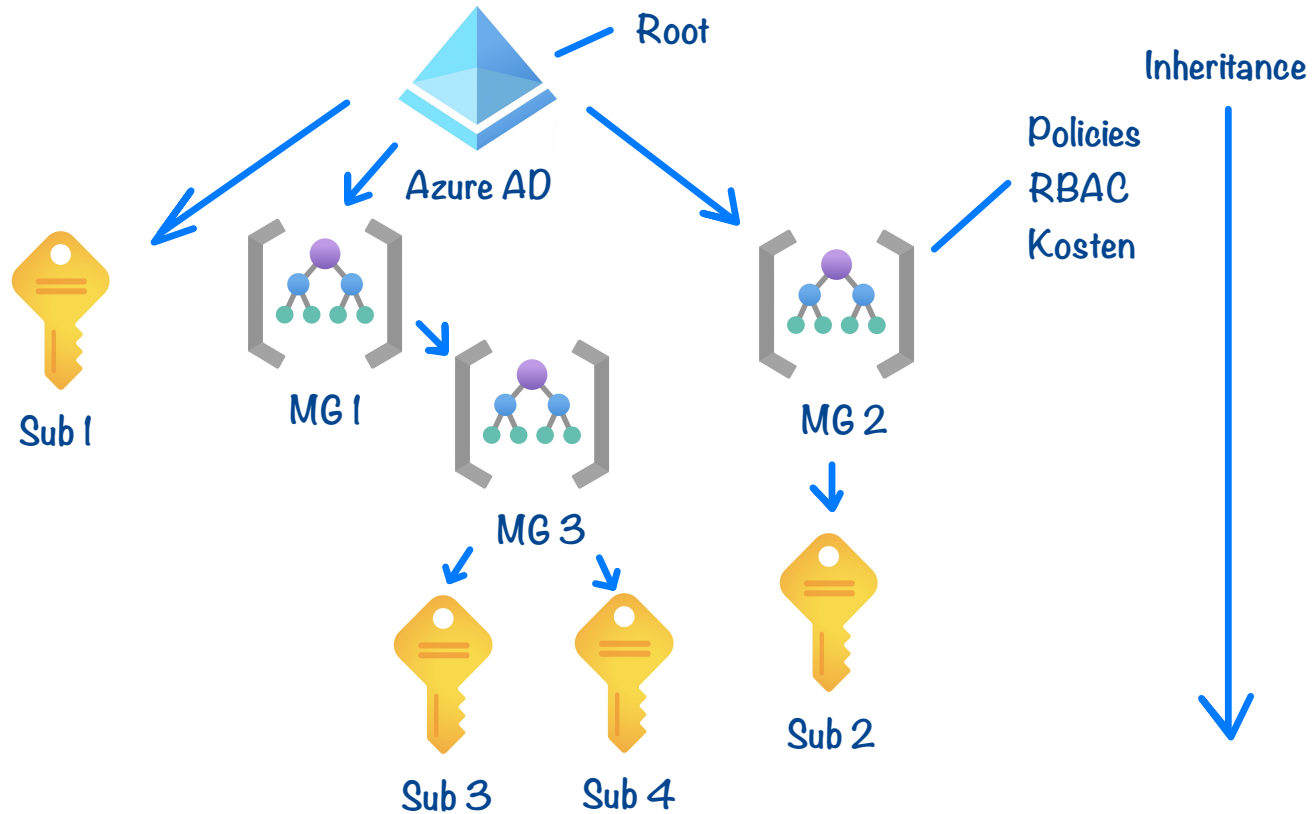 Root
Inheritance
Policies
RBAC
Kosten
Azure AD
MG 1
MG 2
Sub 1
MG 3
Sub 2
Sub 3
Sub 4